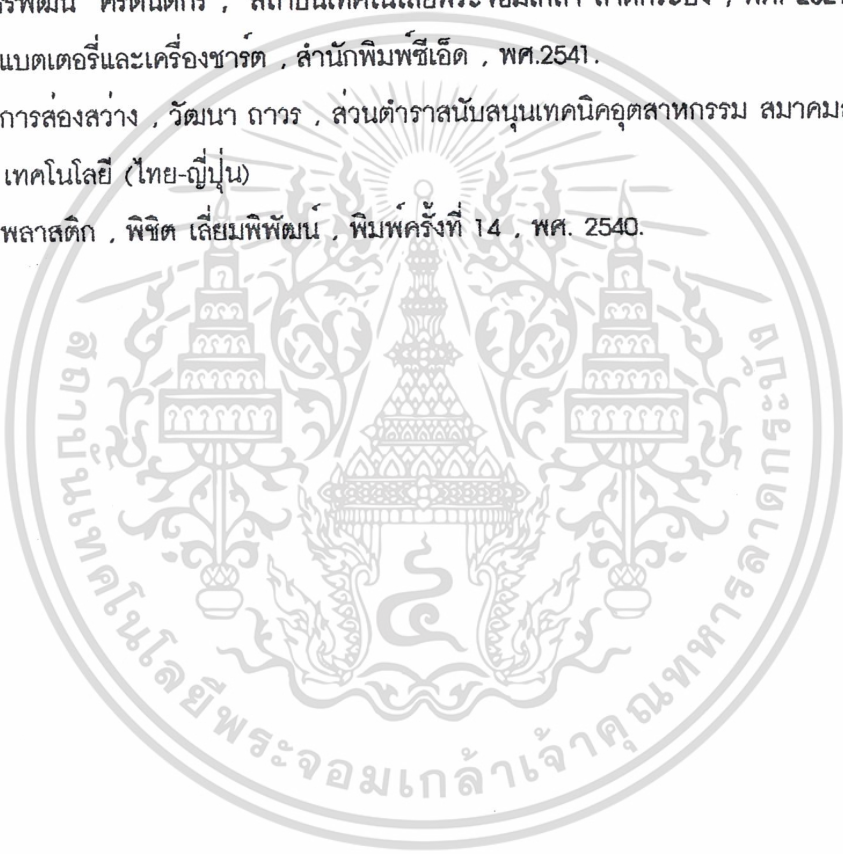 แบตเตอรี่และเครื่องชาร์ต , สำนักพิมพ์ซีเอ็ด , พศ.2541.
การส่องสว่าง , วัฒนา ถาวร , ส่วนตำราสนับสนุนเทคนิคอุตสาหกรรม
เทคโนโลยี (ไทย-ญี่ปุ่น)
พลาสติก , พิชิต เลี่ยมพิพัฒน์ , พิมพ์ครั้งที่ 14 , พศ. 2540.
สถาบันเทคโนโลยีพระจอมเกล้าเจ้าคุณทหารลาดกระบัง